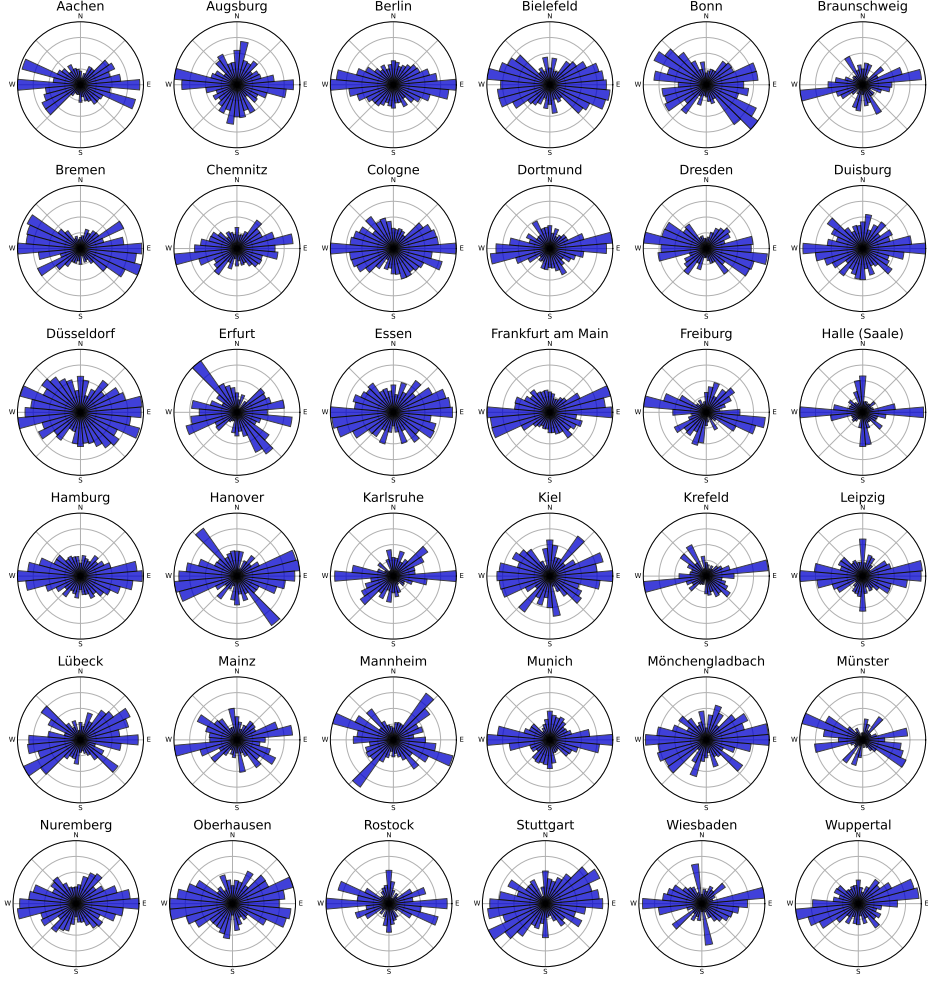 Aachen Augsburg Berlin Bielefeld Bonn Braunschweig
N N N N N N
W E W E W E W E W E W E
S S S S S S
Bremen Chemnitz Cologne Dortmund Dresden Duisburg
N N N N N N
W E W E W E W E W E W E
S S S S S S
Düsseldorf Erfurt Essen Frankfurt am Main Freiburg Halle (Saale)
N N N N N N
W E W E W E W E W E W E
S S S S S S
Hamburg Hanover Karlsruhe Kiel Krefeld Leipzig
N N N N N N
W E W E W E W E W E W E
S S S S S S
Lübeck Mainz Mannheim Munich Mönchengladbach Münster
N N N N N N
W E W E W E W E W E W E
S S S S S S
Nuremberg Oberhausen Rostock Stuttgart Wiesbaden Wuppertal
N N N N N N
W E W E W E W E W E W E
S S S S S S